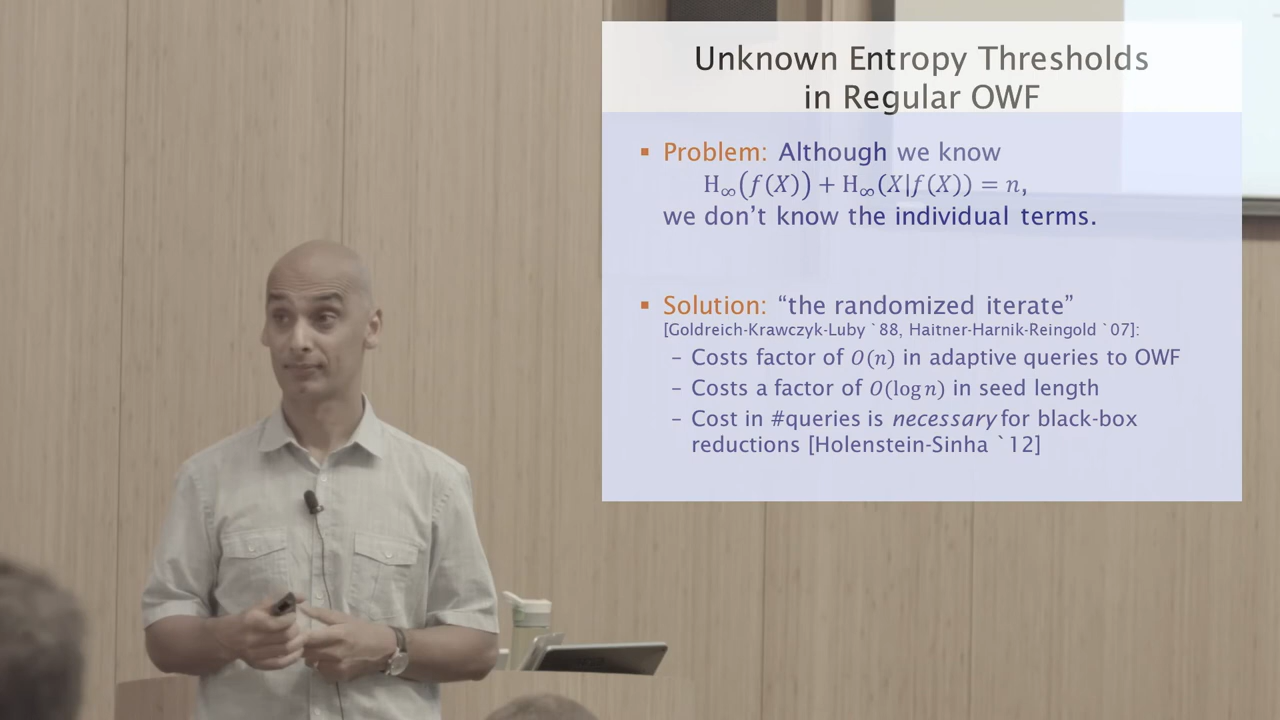 Unknown Entropy Thresholds
in Regular OWF
▪ Problem: Although we know
H∞(f(X)) + H∞(X|f(X)) = n,
we don't know the individual terms.
▪ Solution: “the randomized iterate”
[Goldreich-Krawczyk-Luby `88, Haitner-Harnik-Reingold `07]:
– Costs factor of O(n) in adaptive queries to OWF
– Costs a factor of O(log n) in seed length
– Cost in #queries is necessary for black-box
reductions [Holenstein-Sinha `12]